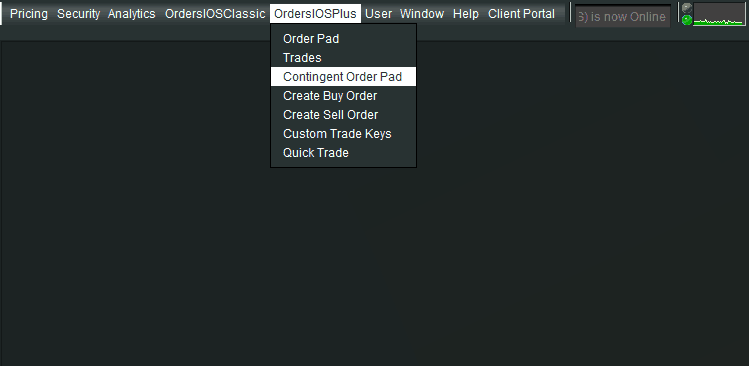 Pricing Security Analytics OrdersIOSClassic OrdersIOSPlus User Window Help Client Portal 3) is now Online
Order Pad
Trades
Contingent Order Pad
Create Buy Order
Create Sell Order
Custom Trade Keys
Quick Trade